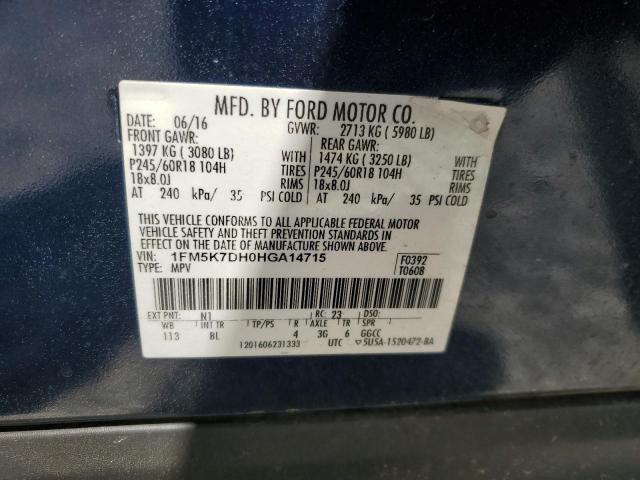 MFD. BY FORD MOTOR CO.
DATE: 06/16 GVWR: 2713 KG ( 5980 LB)
FRONT GAWR: REAR GAWR:
1397 KG ( 3080 LB) WITH 1474 KG ( 3250 LB) WITH
P245/60R18 104H TIRES P245/60R18 104H TIRES
18x8.0J RIMS 18x8.0J RIMS
AT 240 kPa/ 35 PSI COLD AT 240 kPa/ 35 PSI COLD
THIS VEHICLE CONFORMS TO ALL APPLICABLE FEDERAL MOTOR
VEHICLE SAFETY AND THEFT PREVENTION STANDARDS IN
EFFECT ON THE DATE OF MANUFACTURE SHOWN ABOVE.
VIN: 1FM5K7DH0HGA14715 F0392
TYPE: MPV T0608
EXT PNT: N1 RC: 23 DSO:
WB INT TR TP/PS R AXLE TR SPR
113 BL 4 3G 6 GGCC
1201606231333 UTC ▽5U5A-1520472-BA